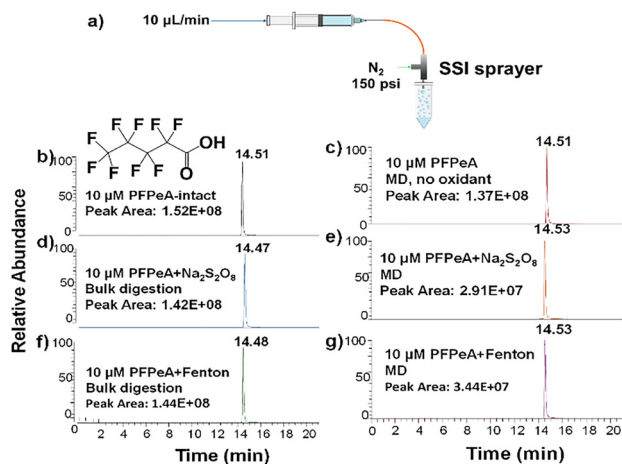 a)
10 µL/min
N₂
150 psi
SSI sprayer
F F F F F F F F F O OH
Relative Abundance
b)
100
50
0
14.51
10 µM PFPeA-intact
Peak Area: 1.52E+08
c)
100
50
0
14.51
10 µM PFPeA
MD, no oxidant
Peak Area: 1.37E+08
d)
100
50
0
14.47
10 µM PFPeA+Na₂S₂O₈
Bulk digestion
Peak Area: 1.42E+08
e)
100
50
0
14.53
10 µM PFPeA+Na₂S₂O₈
MD
Peak Area: 2.91E+07
f)
100
50
0
14.48
10 µM PFPeA+Fenton
Bulk digestion
Peak Area: 1.44E+08
0 2 4 6 8 10 12 14 16 18 20
Time (min)
g)
100
50
0
14.53
10 µM PFPeA+Fenton
MD
Peak Area: 3.44E+07
0 2 4 6 8 10 12 14 16 18 20
Time (min)